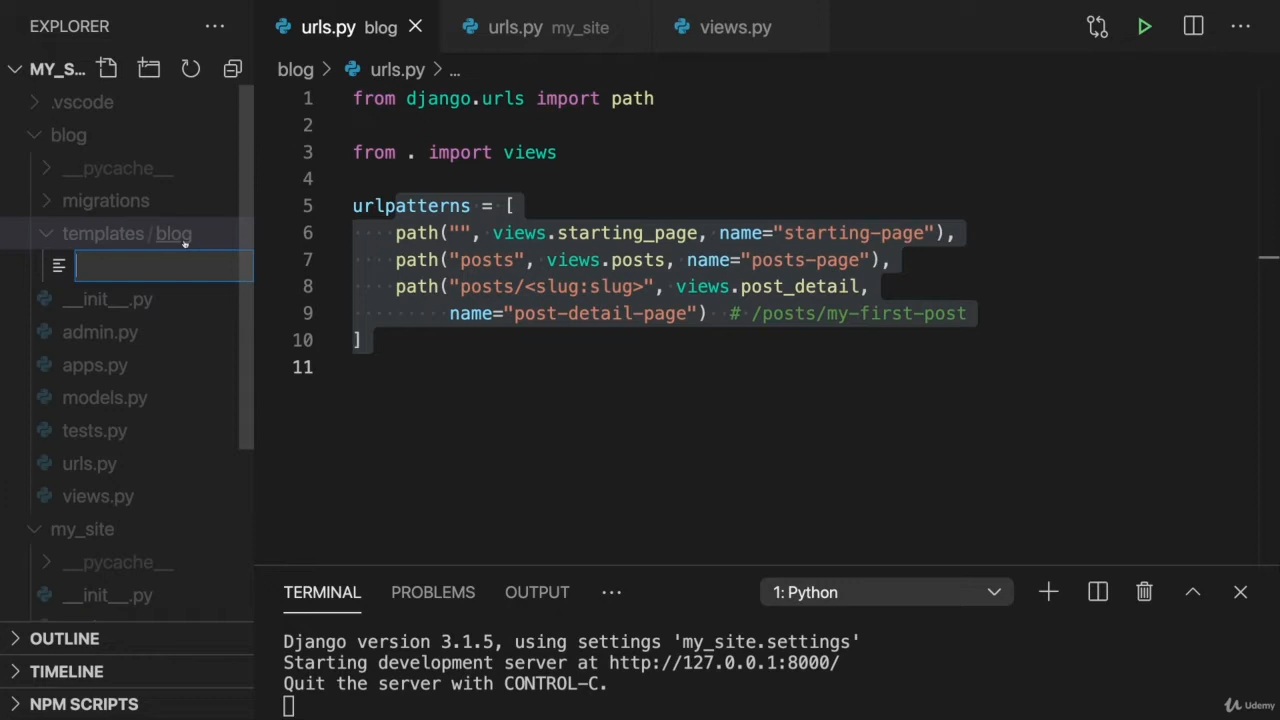 EXPLORER
urls.py blog
urls.py my_site
views.py
MY_S...
blog > urls.py > ...
.vscode
blog
__pycache__
migrations
templates / blog
__init__.py
admin.py
apps.py
models.py
tests.py
urls.py
views.py
my_site
__pycache__
__init__.py
OUTLINE
TIMELINE
NPM SCRIPTS
1 from django.urls import path
2
3 from . import views
4
5 urlpatterns = [
6 path("", views.starting_page, name="starting-page"),
7 path("posts", views.posts, name="posts-page"),
8 path("posts/<slug:slug>", views.post_detail,
9 name="post-detail-page") # /posts/my-first-post
10 ]
11
TERMINAL PROBLEMS OUTPUT ... 1: Python
Django version 3.1.5, using settings 'my_site.settings'
Starting development server at http://127.0.0.1:8000/
Quit the server with CONTROL-C.
Udemy